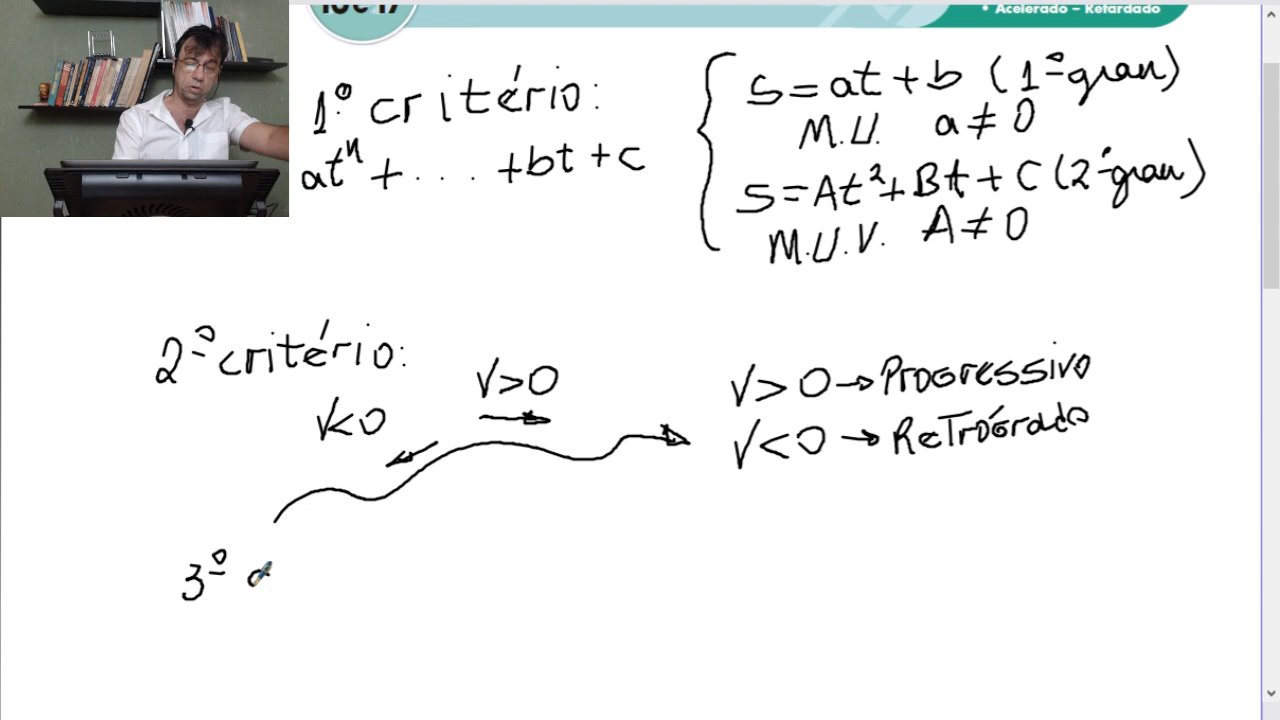 • Acelerado – Retardado
1º critério:
atⁿ + . . . + bt + c
s = at + b (1º grau)
M.U. a ≠ 0
s = At² + Bt + C (2º grau)
M.U.V. A ≠ 0
2º critério:
V > 0
V < 0
V > 0 → Progressivo
V < 0 → Retrógrado
3º c